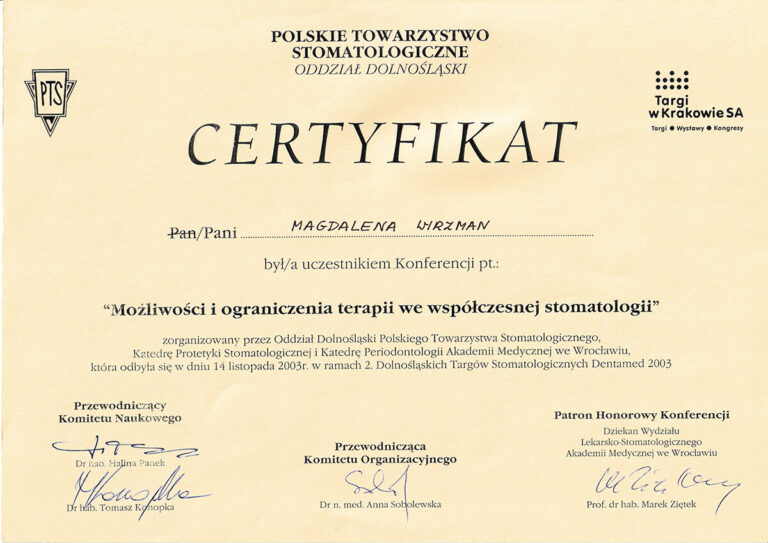 POLSKIE TOWARZYSTWO
STOMATOLOGICZNE
ODDZIAŁ DOLNOŚLĄSKI
PTS
Targi
w Krakowie SA
Targi ● Wystawy ● Kongresy
CERTYFIKAT
Pan/Pani MAGDALENA WRZMAN
był/a uczestnikiem Konferencji pt.:
“Możliwości i ograniczenia terapii we współczesnej stomatologii”
zorganizowany przez Oddział Dolnośląski Polskiego Towarzystwa Stomatologicznego,
Katedrę Protetyki Stomatologicznej i Katedrę Periodontologii Akademii Medycznej we Wrocławiu,
która odbyła się w dniu 14 listopada 2003r. w ramach 2. Dolnośląskich Targów Stomatologicznych Dentamed 2003
Przewodniczący
Komitetu Naukowego
Dr hab. Halina Panek
Dr hab. Tomasz Konopka
Przewodnicząca
Komitetu Organizacyjnego
Dr n. med. Anna Sobolewska
Patron Honorowy Konferencji
Dziekan Wydziału
Lekarsko-Stomatologicznego
Akademii Medycznej we Wrocławiu
Prof. dr hab. Marek Ziętek